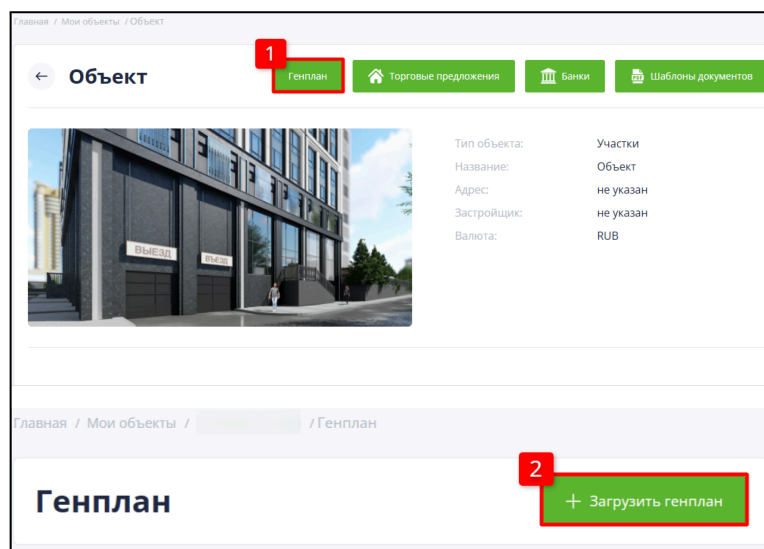 Главная / Мои объекты / Объект
1
← Объект
Генплан
Торговые предложения
Банки
Шаблоны документов
Тип объекта: Участки
Название: Объект
Адрес: не указан
Застройщик: не указан
Валюта: RUB
ВЫЕЗД
ВЪЕЗД
Главная / Мои объекты / / Генплан
2
Генплан
+ Загрузить генплан